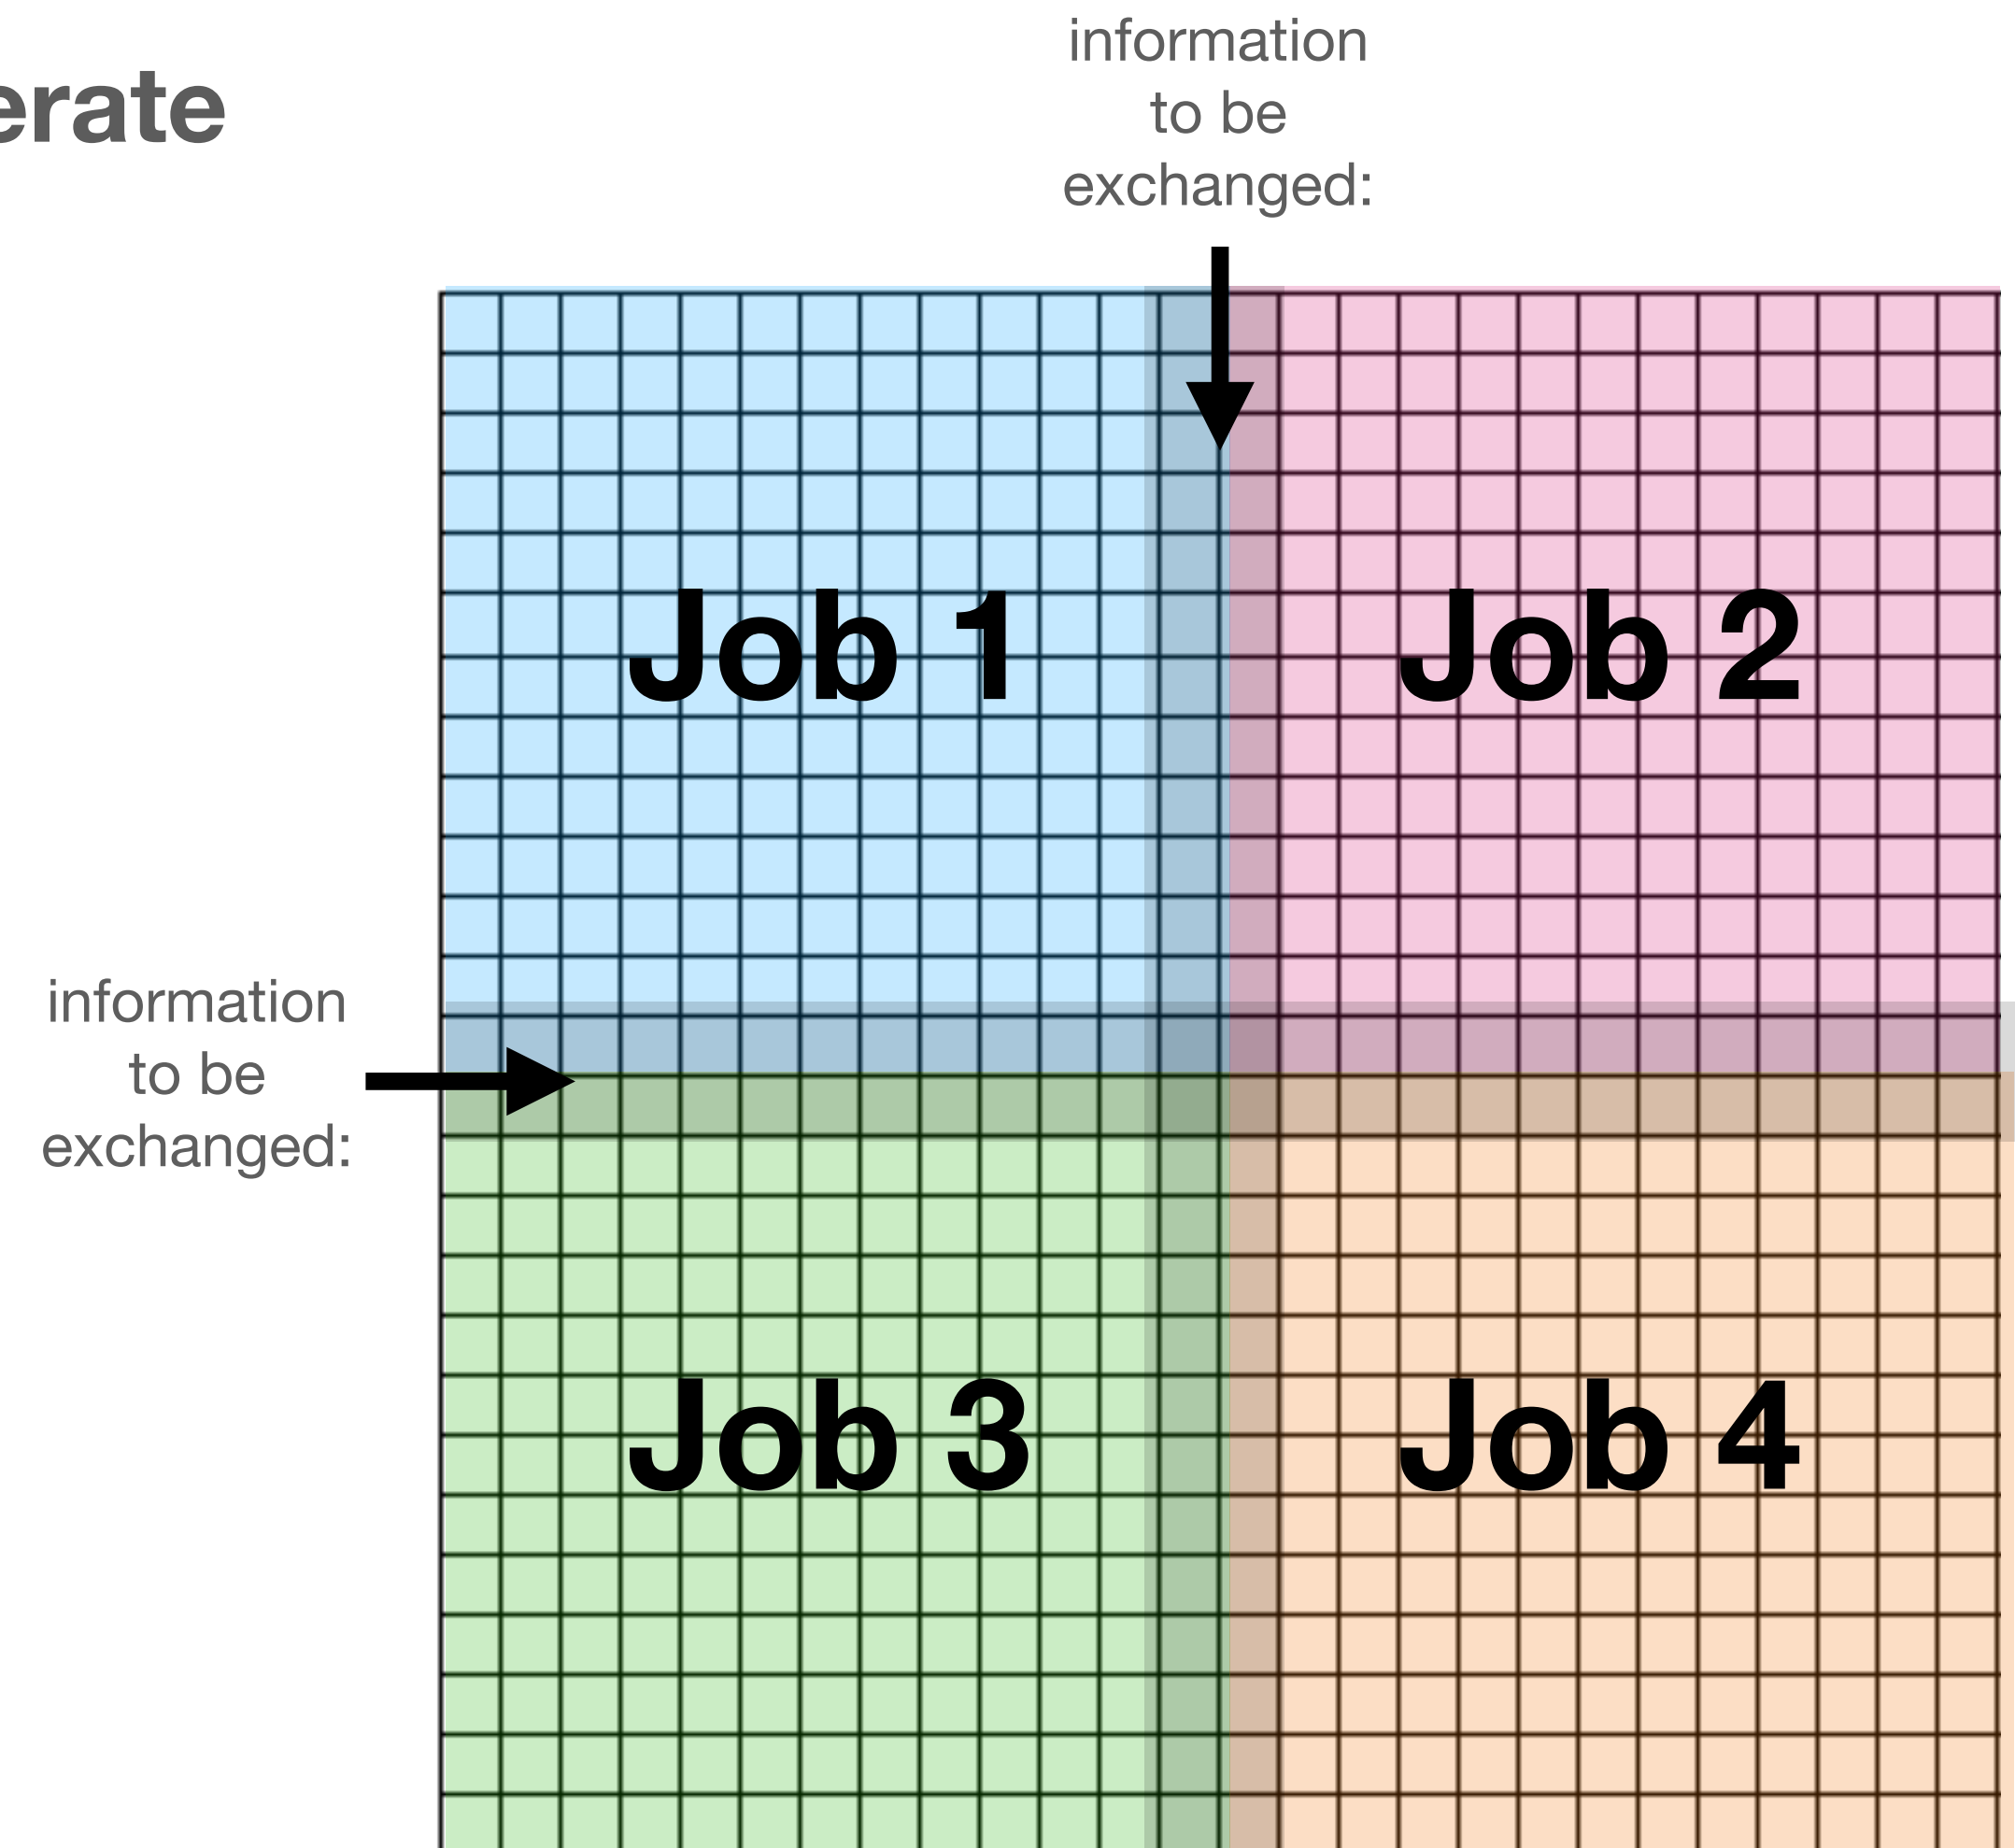 erate
information
to be
exchanged:
Job 1
Job 2
information
to be
exchanged:
Job 3
Job 4